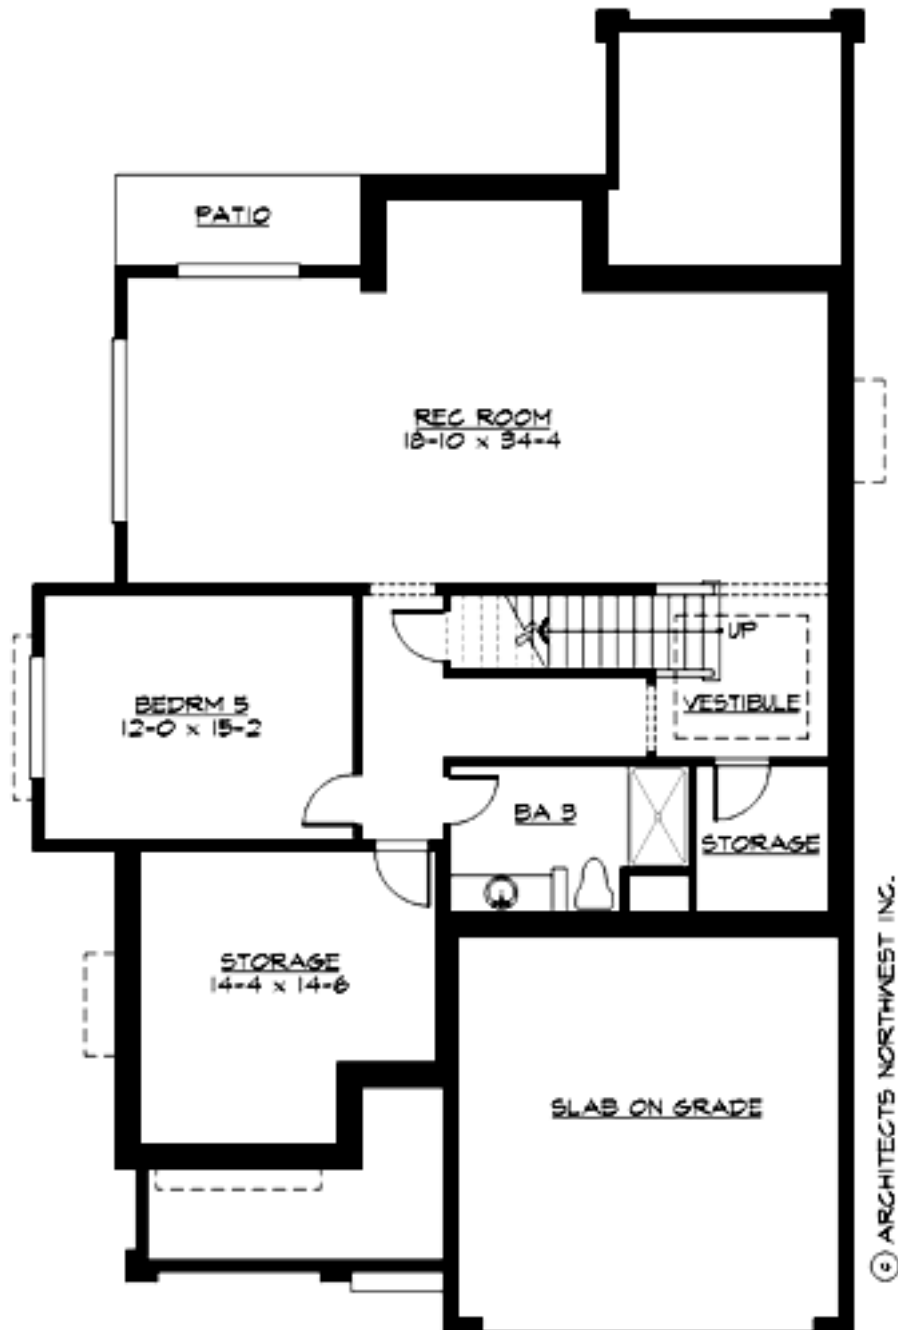 PATIO
REC ROOM
18-10 x 34-4
UP
BEDRM 5
12-0 x 15-2
VESTIBULE
BA 3
STORAGE
STORAGE
14-4 x 14-8
SLAB ON GRADE
© ARCHITECTS NORTHWEST INC.